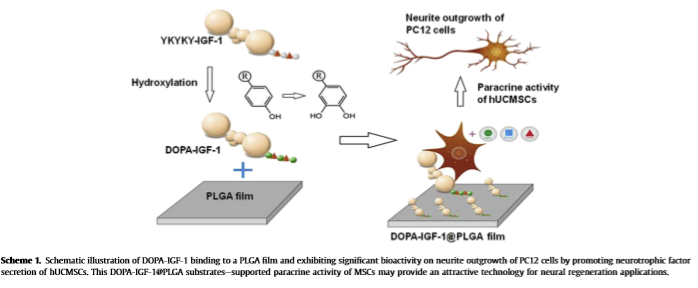 Neurite outgrowth of
PC12 cells
YKYKY-IGF-1
Hydroxylation
R
R
OH
HO
OH
Paracrine activity
of hUCMSCs
DOPA-IGF-1
+
+
PLGA film
DOPA-IGF-1@PLGA film
Scheme 1. Schematic illustration of DOPA-IGF-1 binding to a PLGA film and exhibiting significant bioactivity on neurite outgrowth of PC12 cells by promoting neurotrophic factor
secretion of hUCMSCs. This DOPA-IGF-1@PLGA substrates–supported paracrine activity of MSCs may provide an attractive technology for neural regeneration applications.